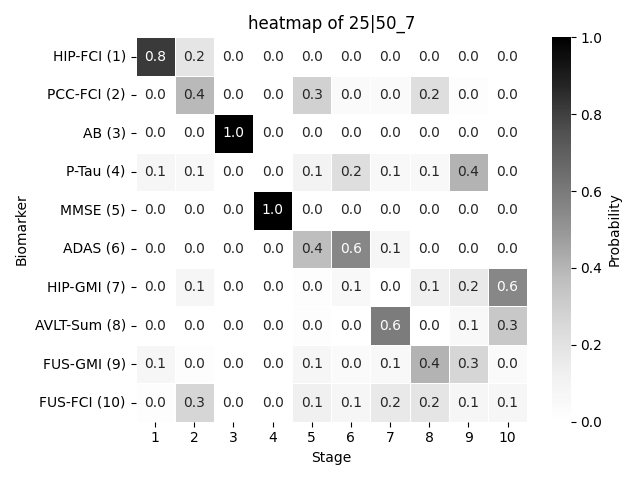 heatmap of 25|50_7
HIP-FCI (1) 0.8 0.2 0.0 0.0 0.0 0.0 0.0 0.0 0.0 0.0
PCC-FCI (2) 0.0 0.4 0.0 0.0 0.3 0.0 0.0 0.2 0.0 0.0
AB (3) 0.0 0.0 1.0 0.0 0.0 0.0 0.0 0.0 0.0 0.0
P-Tau (4) 0.1 0.1 0.0 0.0 0.1 0.2 0.1 0.1 0.4 0.0
MMSE (5) 0.0 0.0 0.0 1.0 0.0 0.0 0.0 0.0 0.0 0.0
ADAS (6) 0.0 0.0 0.0 0.0 0.4 0.6 0.1 0.0 0.0 0.0
HIP-GMI (7) 0.0 0.1 0.0 0.0 0.0 0.1 0.0 0.1 0.2 0.6
AVLT-Sum (8) 0.0 0.0 0.0 0.0 0.0 0.0 0.6 0.0 0.1 0.3
FUS-GMI (9) 0.1 0.0 0.0 0.0 0.1 0.0 0.1 0.4 0.3 0.0
FUS-FCI (10) 0.0 0.3 0.0 0.0 0.1 0.1 0.2 0.2 0.1 0.1
1 2 3 4 5 6 7 8 9 10
Stage
Biomarker
1.0
0.8
0.6
0.4
0.2
0.0
Probability